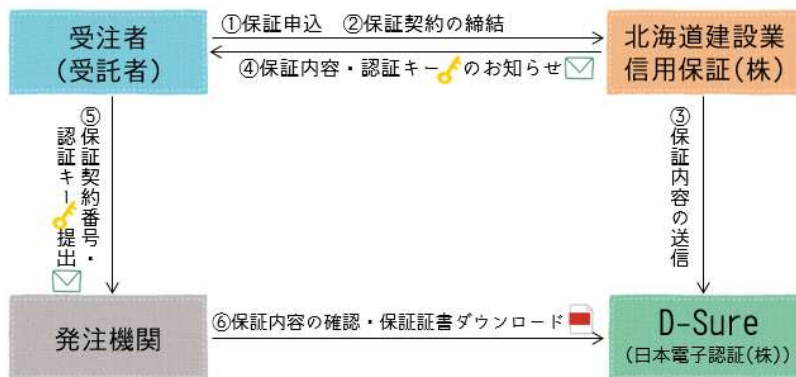 受注者
(受託者)
①保証申込　②保証契約の締結
④保証内容・認証キーのお知らせ
北海道建設業
信用保証(株)
⑤保証契約番号・
認証キー提出
③保証内容の送信
発注機関
⑥保証内容の確認・保証証書ダウンロード
D-Sure
(日本電子認証(株))